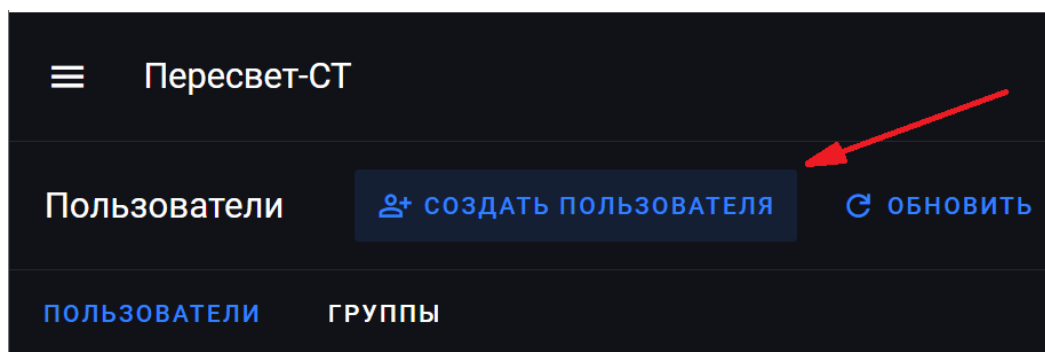 Пересвет-СТ
Пользователи СОЗДАТЬ ПОЛЬЗОВАТЕЛЯ ОБНОВИТЬ
ПОЛЬЗОВАТЕЛИ ГРУППЫ